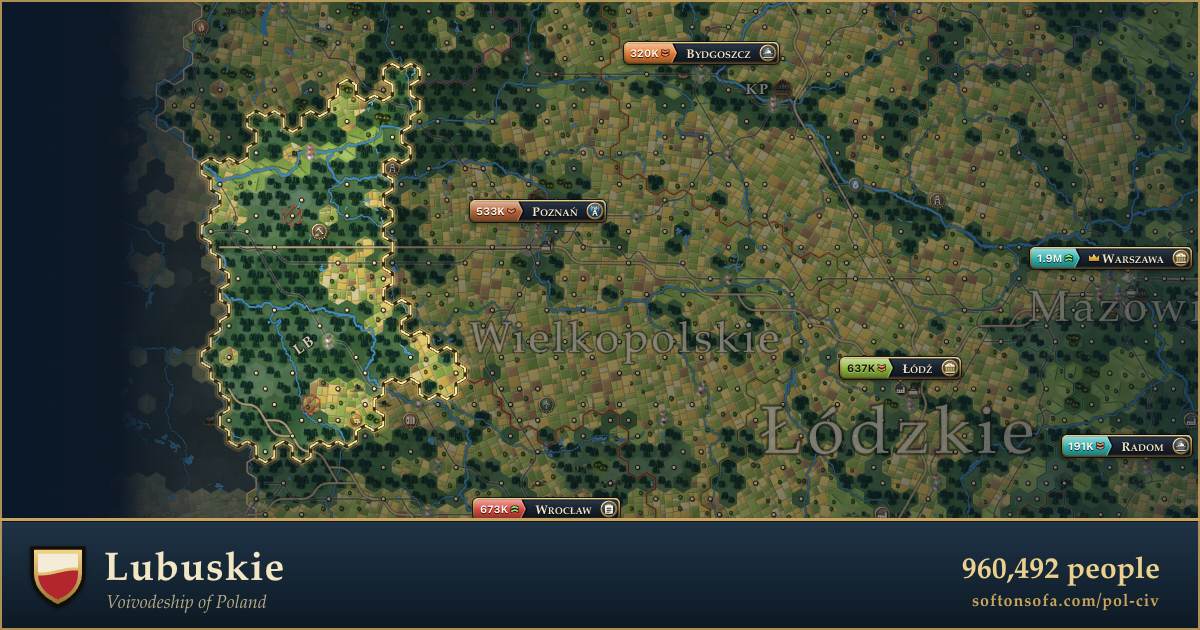 320K BYDGOSZCZ
KP
533K POZNAŃ
1.9M WARSZAWA
Mazowi
LB
Wielkopolskie
637K ŁÓDŹ
Łódzkie
191K RADOM
673K WROCŁAW
Lubuskie
Voivodeship of Poland
960,492 people
softonsofa.com/pol-civ